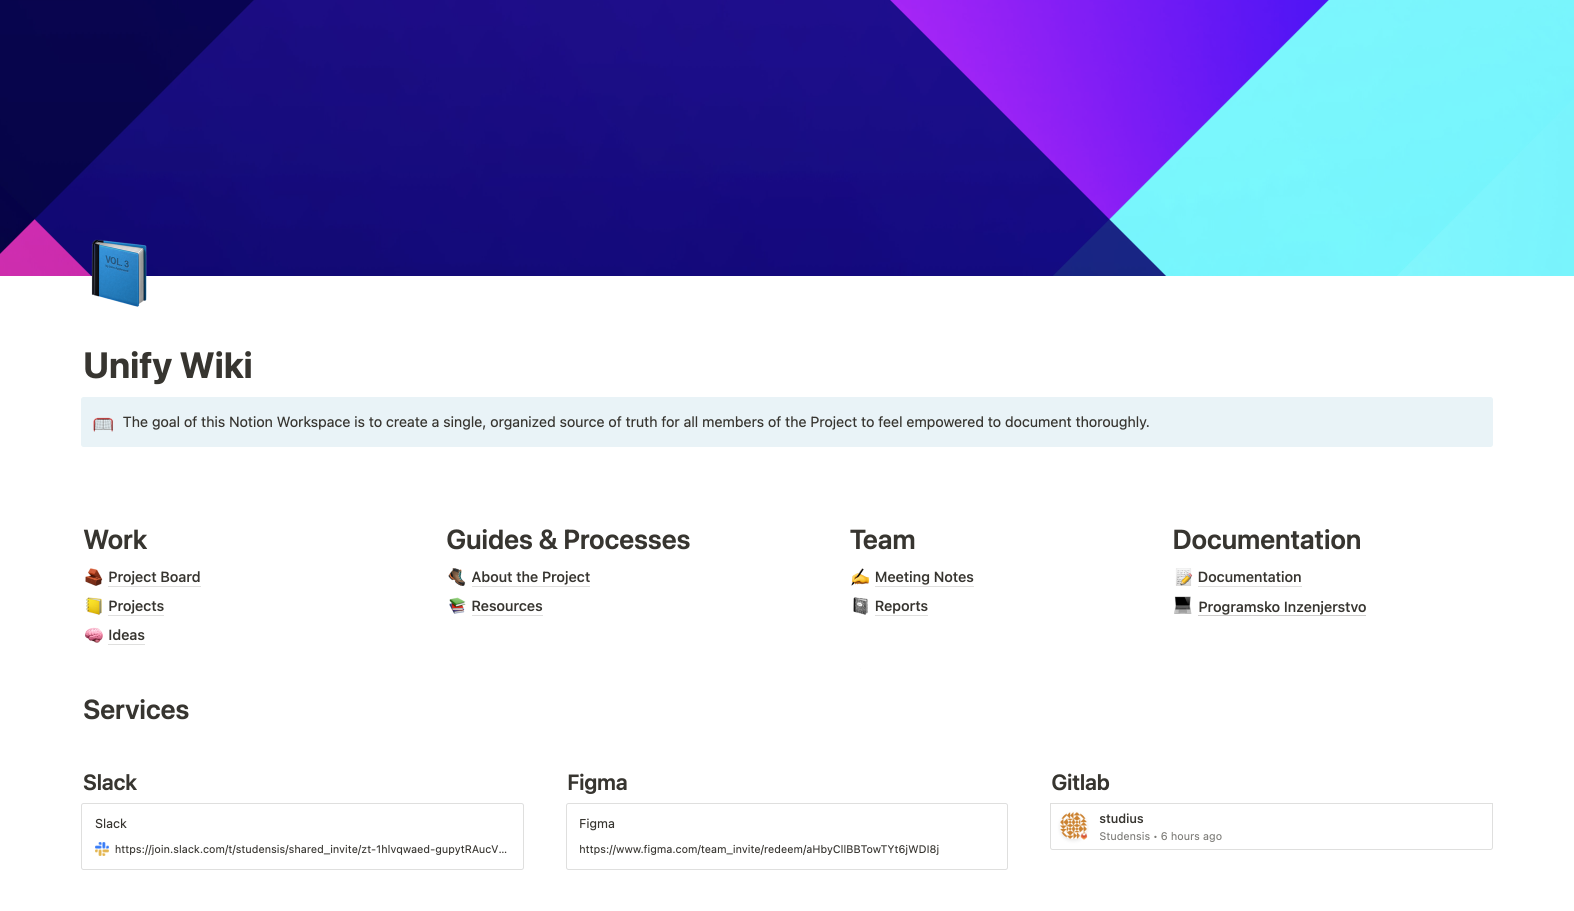 VOL. 3
Unify Wiki
The goal of this Notion Workspace is to create a single, organized source of truth for all members of the Project to feel empowered to document thoroughly.
Work
Project Board
Projects
Ideas
Guides & Processes
About the Project
Resources
Team
Meeting Notes
Reports
Documentation
Documentation
Programsko Inzenjerstvo
Services
Slack
Slack
https://join.slack.com/t/studensis/shared_invite/zt-1hlvqwaed-gupytRAucV...
Figma
Figma
https://www.figma.com/team_invite/redeem/aHbyCIlBBTowTYt6jWDI8j
Gitlab
studius
Studensis • 6 hours ago